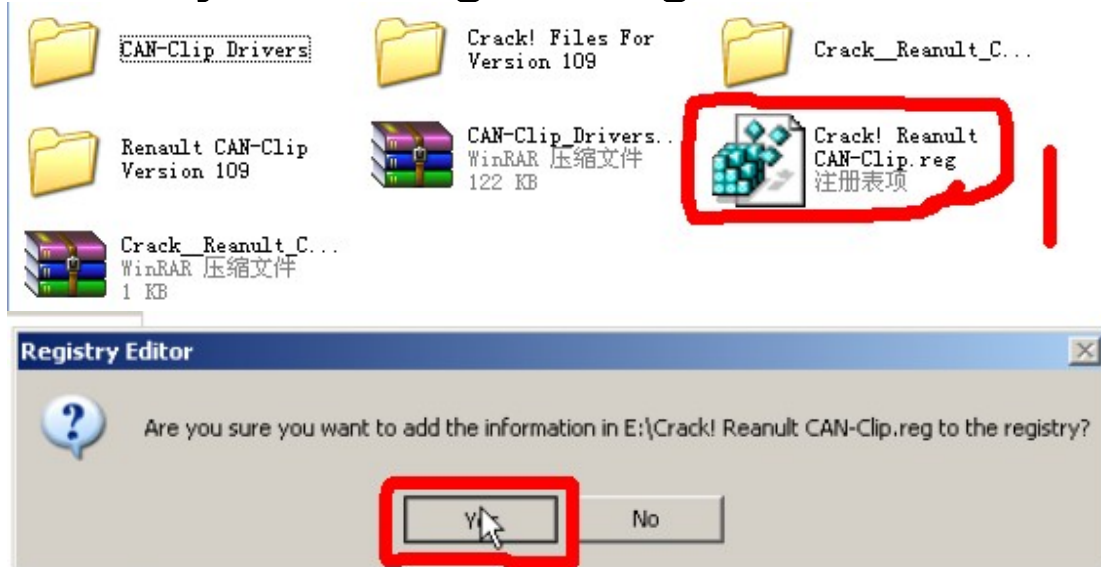 CAN-Clip Drivers
Crack! Files For
Version 109
Crack__Reanult_C...
Renault CAN-Clip
Version 109
CAN-Clip_Drivers..
WinRAR 压缩文件
122 KB
Crack! Reanult
CAN-Clip.reg
注册表项
Crack__Reanult_C...
WinRAR 压缩文件
1 KB
Registry Editor
Are you sure you want to add the information in E:\Crack! Reanult CAN-Clip.reg to the registry?
No